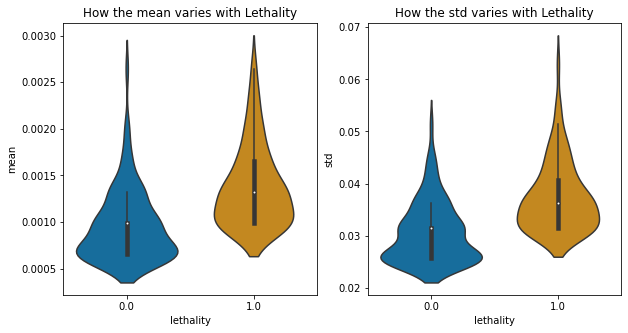 How the mean varies with Lethality
0.0030
0.0025
0.0020
0.0015
0.0010
0.0005
mean
0.0
1.0
lethality
How the std varies with Lethality
0.07
0.06
0.05
0.04
0.03
0.02
std
0.0
1.0
lethality